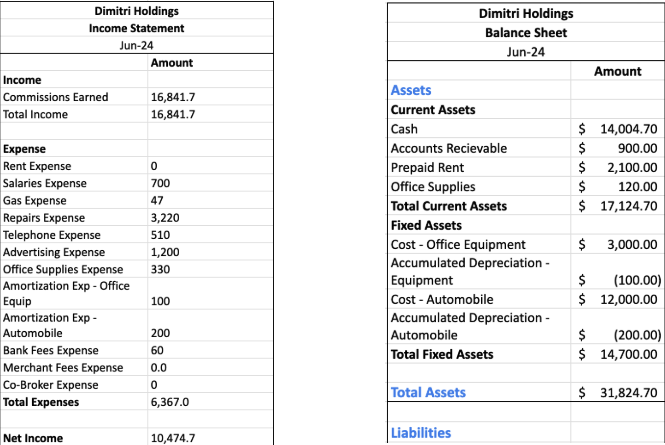 Dimitri Holdings
Income Statement
Jun-24
Amount
Income
Commissions Earned 16,841.7
Total Income 16,841.7
Expense
Rent Expense 0
Salaries Expense 700
Gas Expense 47
Repairs Expense 3,220
Telephone Expense 510
Advertising Expense 1,200
Office Supplies Expense 330
Amortization Exp - Office
Equip 100
Amortization Exp -
Automobile 200
Bank Fees Expense 60
Merchant Fees Expense 0.0
Co-Broker Expense 0
Total Expenses 6,367.0
Net Income 10,474.7
Dimitri Holdings
Balance Sheet
Jun-24
Amount
Assets
Current Assets
Cash $ 14,004.70
Accounts Recievable $ 900.00
Prepaid Rent $ 2,100.00
Office Supplies $ 120.00
Total Current Assets $ 17,124.70
Fixed Assets
Cost - Office Equipment $ 3,000.00
Accumulated Depreciation -
Equipment $ (100.00)
Cost - Automobile $ 12,000.00
Accumulated Depreciation -
Automobile $ (200.00)
Total Fixed Assets $ 14,700.00
Total Assets $ 31,824.70
Liabilities